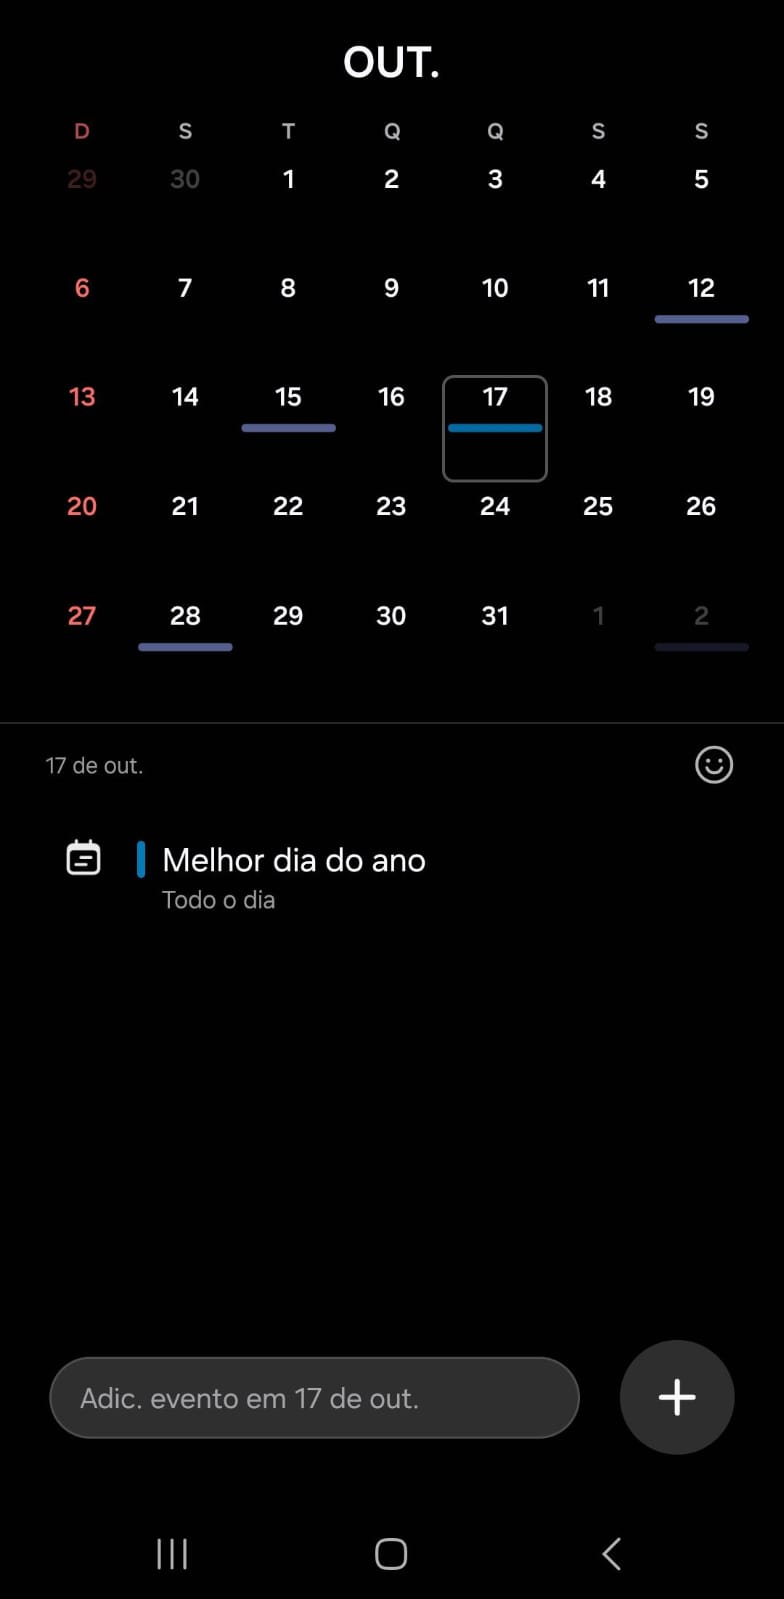 OUT.
D S T Q Q S S
29 30 1 2 3 4 5
6 7 8 9 10 11 12
13 14 15 16 17 18 19
20 21 22 23 24 25 26
27 28 29 30 31 1 2
17 de out.
Melhor dia do ano
Todo o dia
Adic. evento em 17 de out.